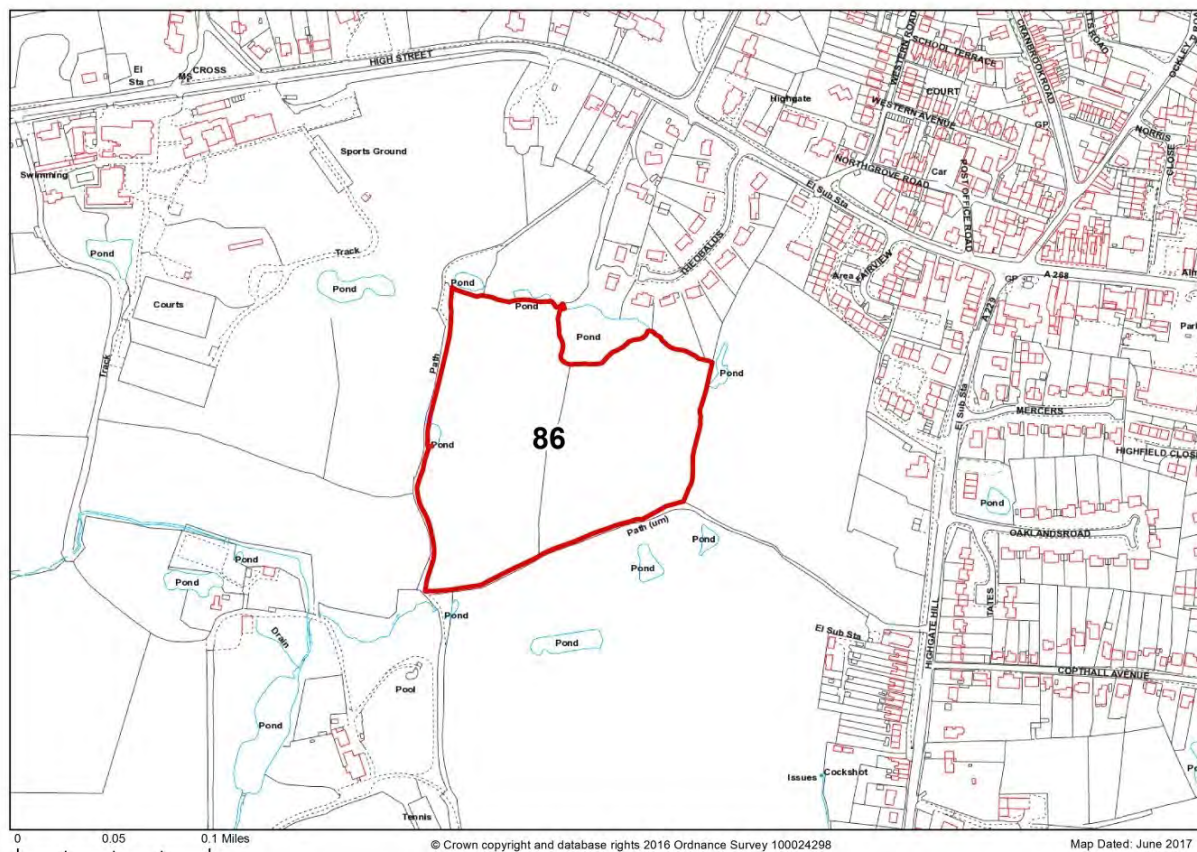 HIGH STREET
El
Sta
MS
CROSS
Swimming
Sports Ground
Pond
Track
Pond
Courts
Track
Highgate
WESTERN ROAD
SCHOOL TERRACE
CRANBROOK ROAD
COURT
WESTERN AVENUE
GP
NORRIS
CLOSE
NORTHGROVE ROAD
Car
POST OFFICE ROAD
El Sub Sta
THEOBALDS
Area
FAIRVIEW
GP
A 268
A 229
Park
Pond
Pond
Pond
Pond
Path
Pond
86
El Sub Sta
MERCERS
HIGHFIELD CLOSE
Pond
OAKLANDS ROAD
TATES
Path (um)
Pond
Pond
Pond
Pond
Pond
Drain
Pond
Pool
Pond
Tennis
El Sub Sta
HIGHGATE HILL
COPTHALL AVENUE
Issues
Cockshot
0
0.05
0.1 Miles
© Crown copyright and database rights 2016 Ordnance Survey 100024298
Map Dated: June 2017